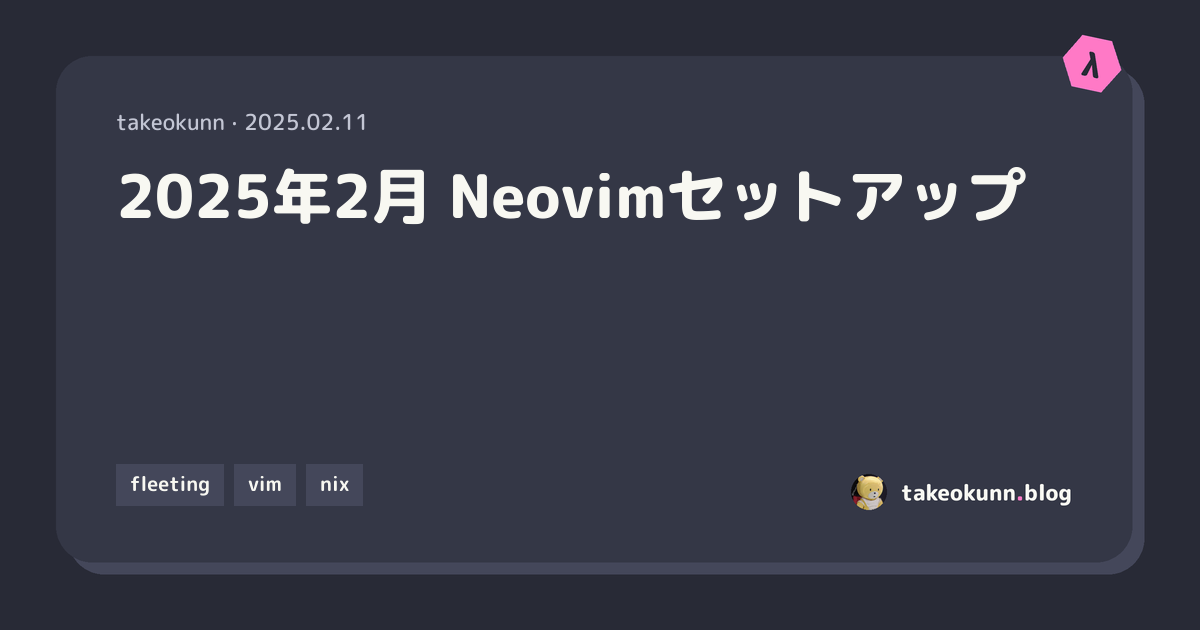 λ
takeokunn · 2025.02.11
2025年2月 Neovimセットアップ
fleeting
vim
nix
takeokunn.blog